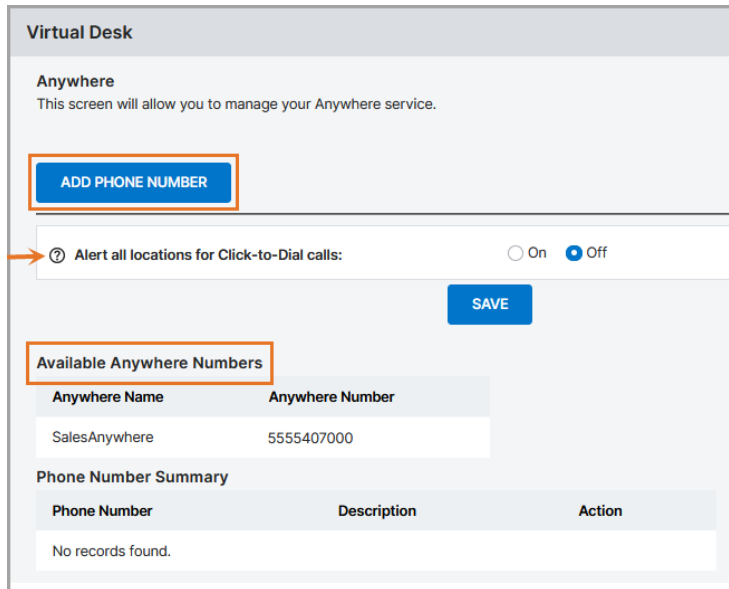 Virtual Desk
Anywhere
This screen will allow you to manage your Anywhere service.
ADD PHONE NUMBER
? Alert all locations for Click-to-Dial calls: On Off
SAVE
Available Anywhere Numbers
Anywhere Name Anywhere Number
SalesAnywhere 5555407000
Phone Number Summary
Phone Number Description Action
No records found.